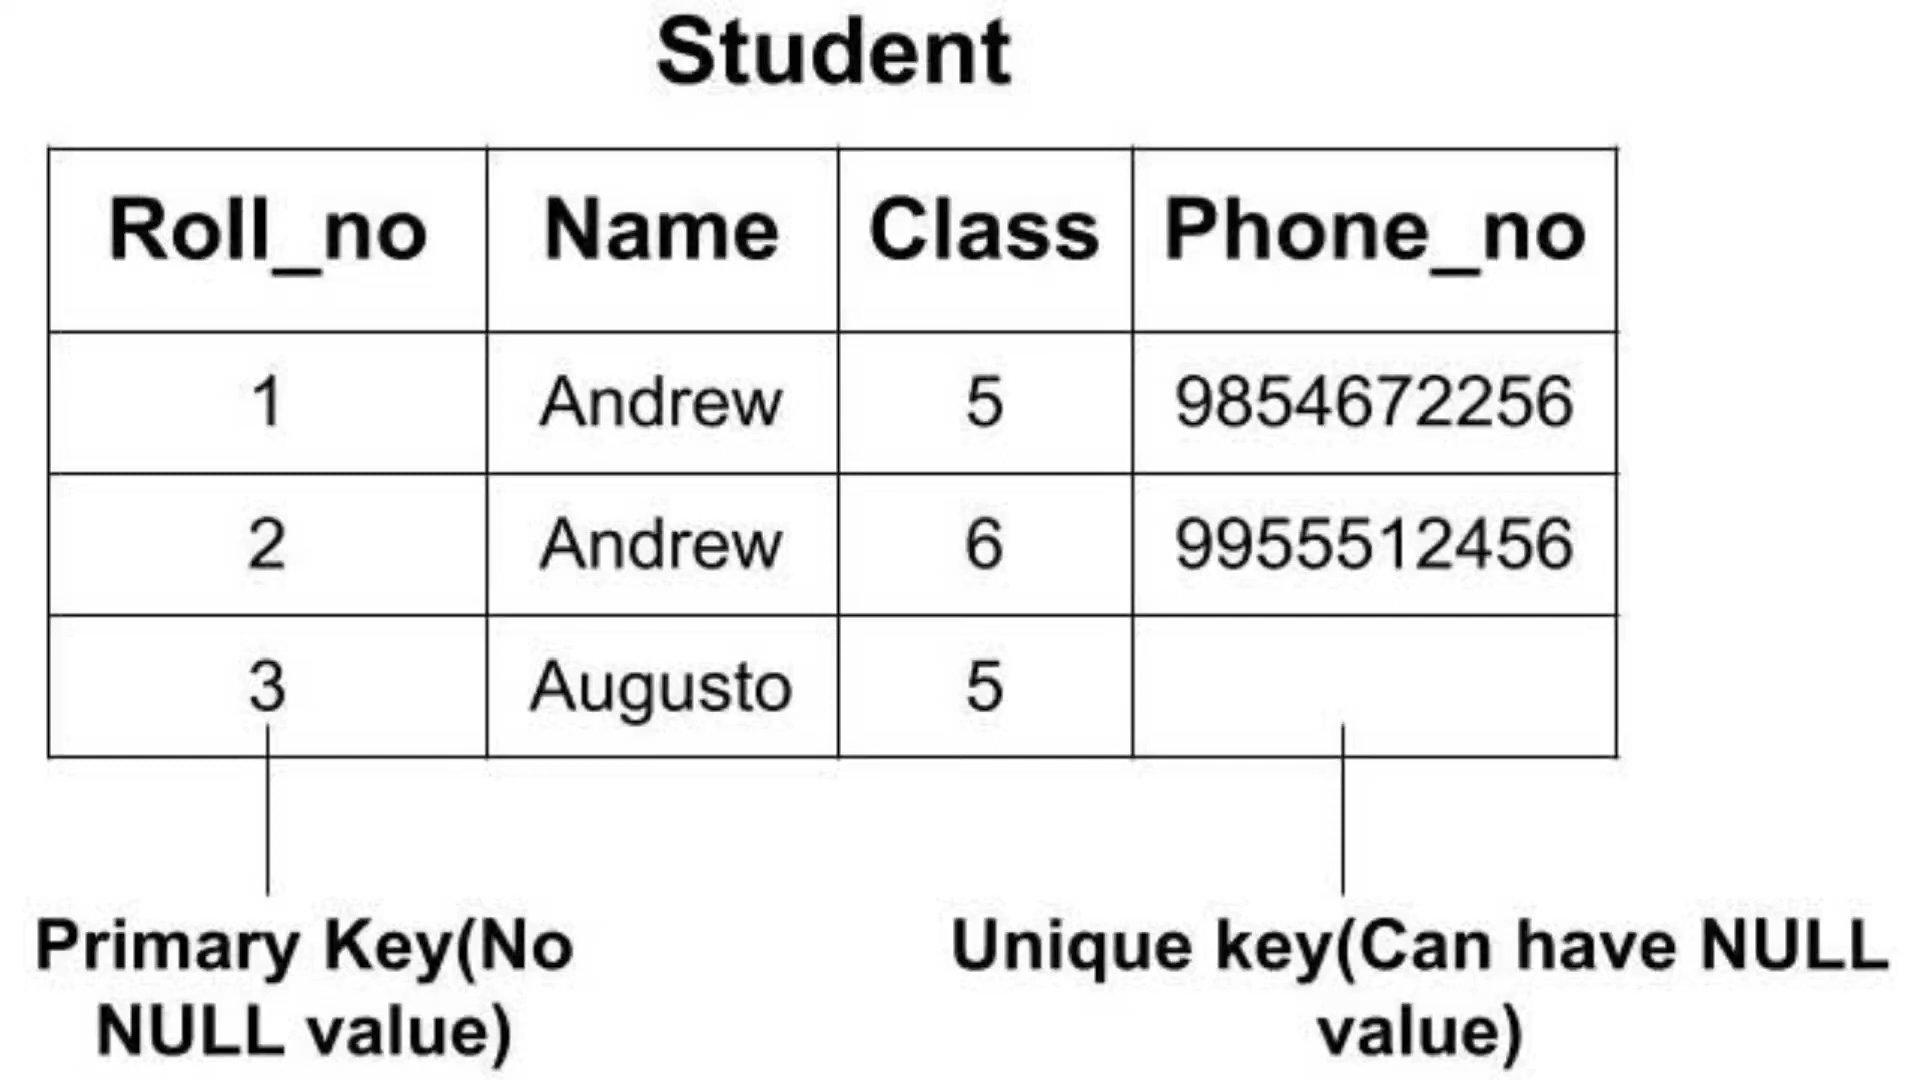 Student
Roll_no Name Class Phone_no
1 Andrew 5 9854672256
2 Andrew 6 9955512456
3 Augusto 5
Primary Key(No
NULL value)
Unique key(Can have NULL
value)